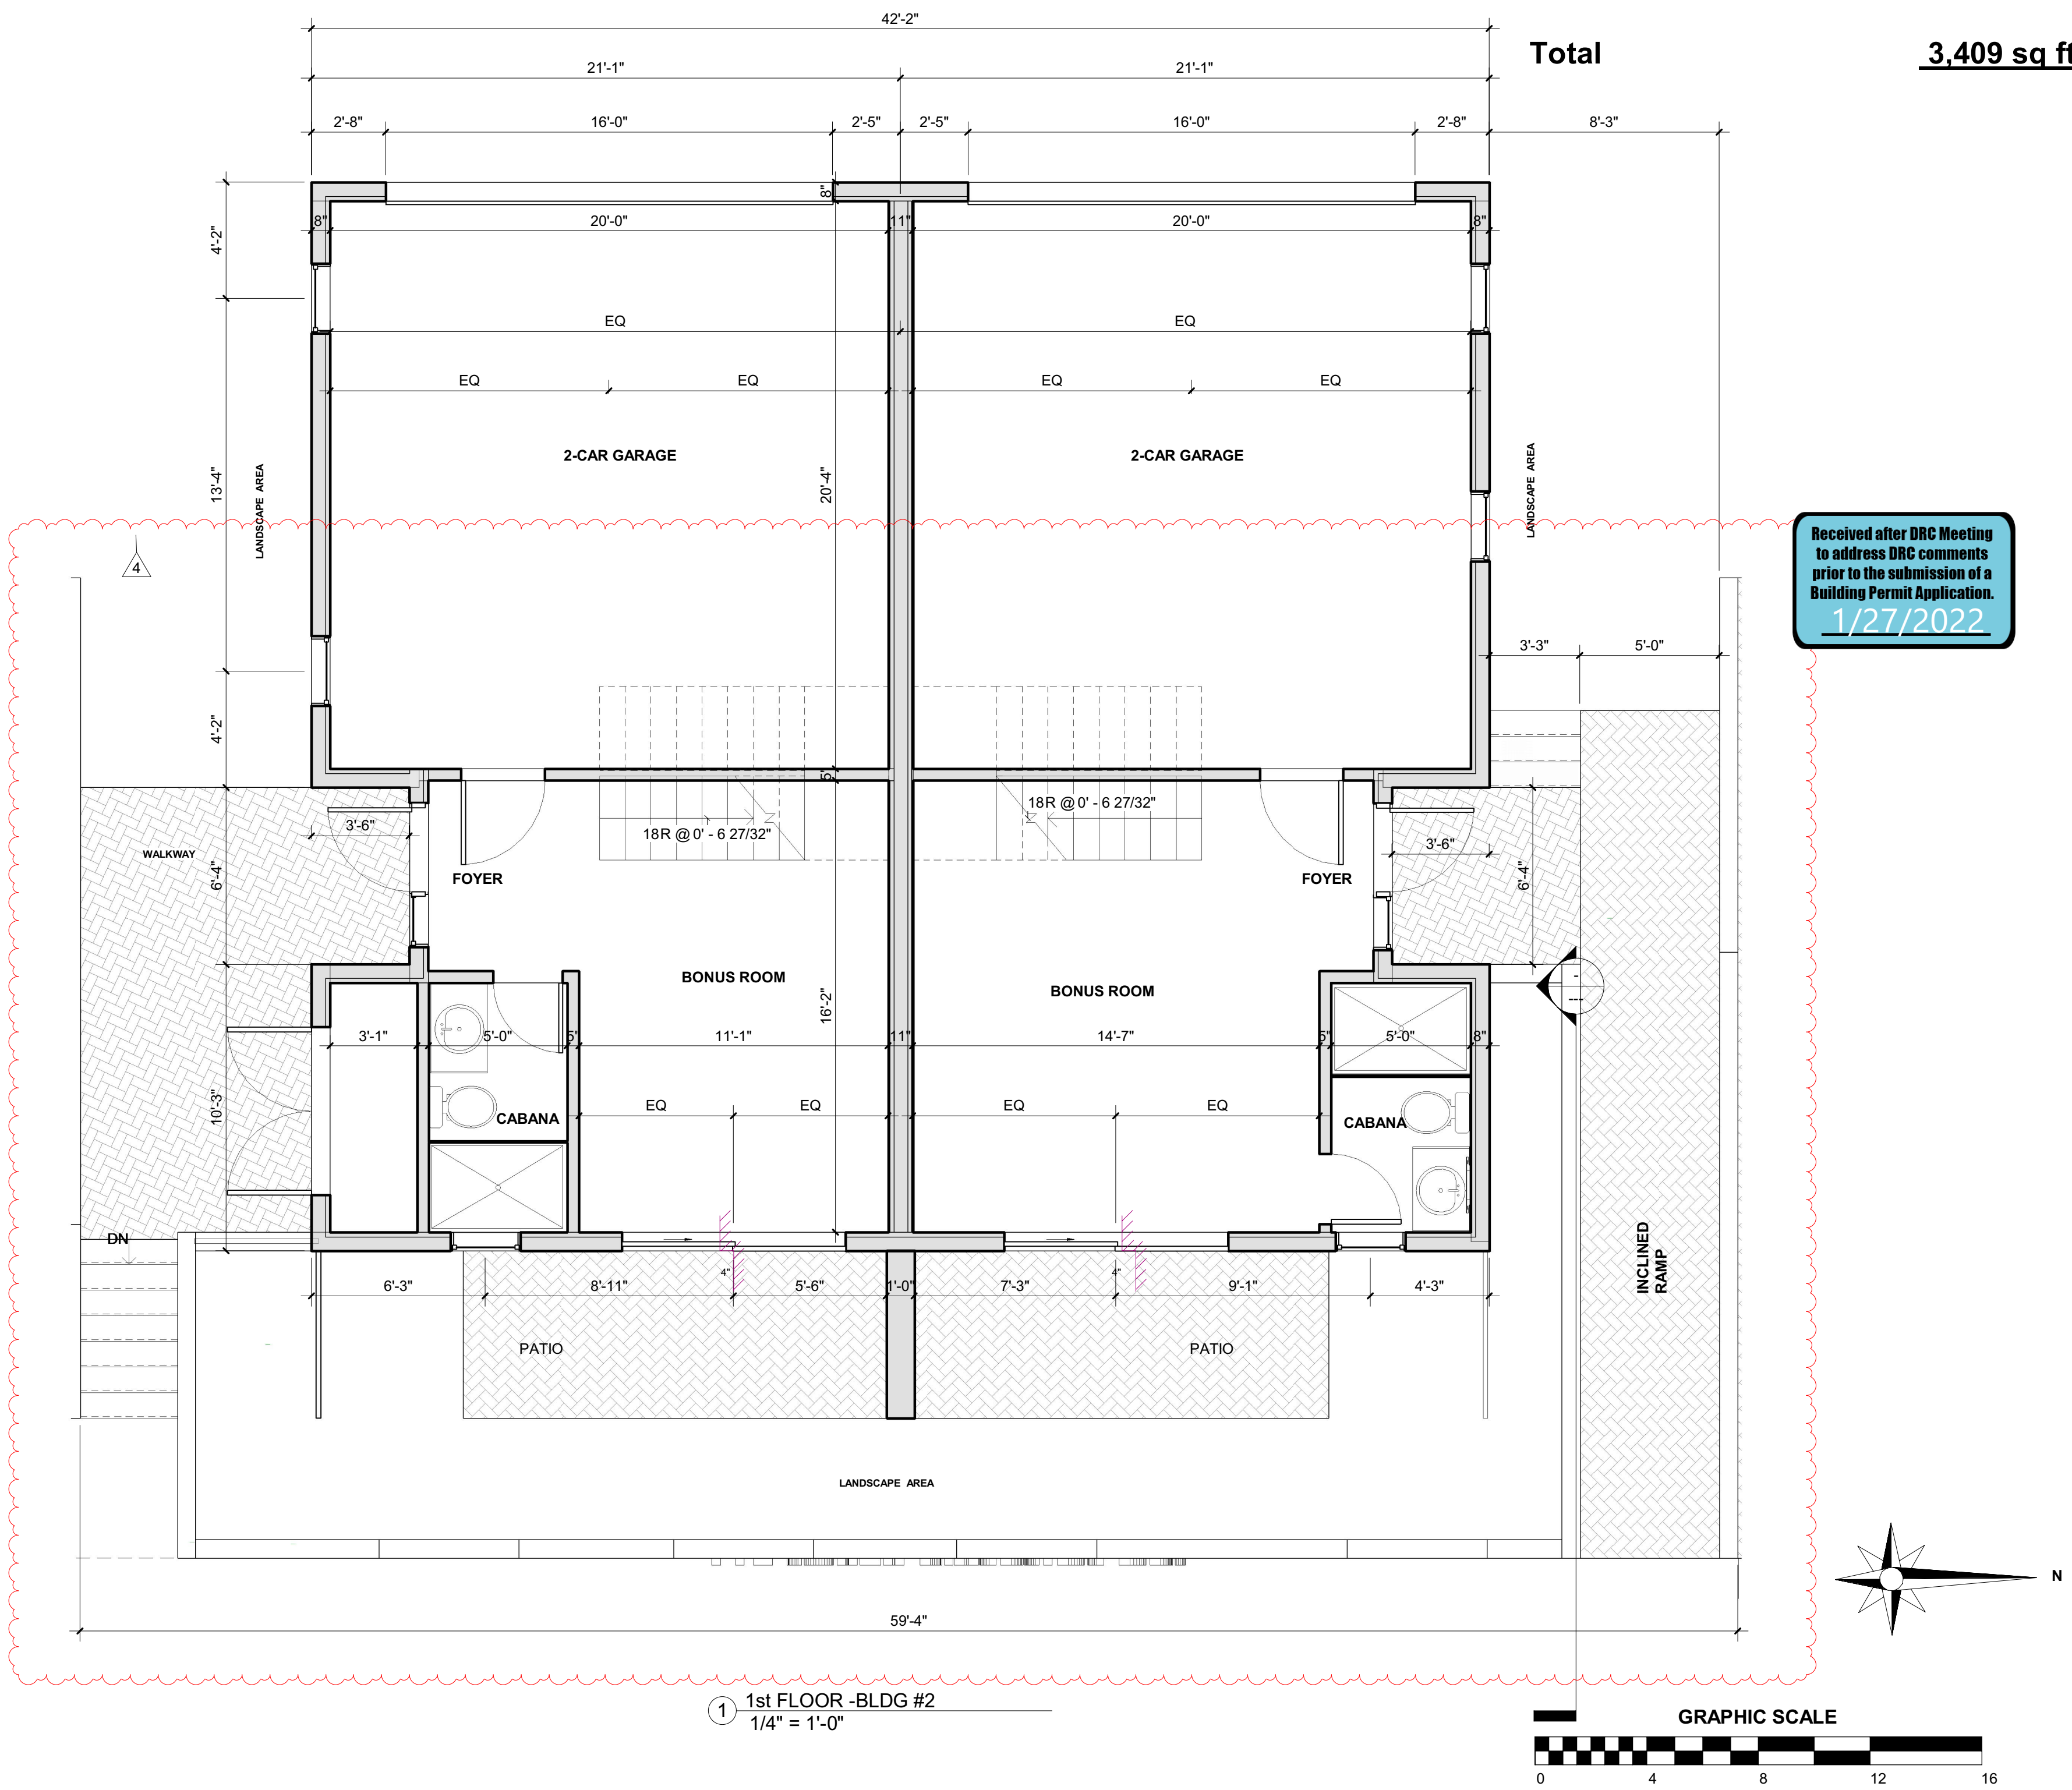 42'-2"
Total 3,409 sq ft
21'-1" 21'-1"
2'-8" 16'-0" 2'-5" 2'-5" 16'-0" 2'-8" 8'-3"
8"
8" 20'-0" 11" 20'-0" 8"
4'-2"
EQ EQ
EQ EQ EQ EQ
2-CAR GARAGE 2-CAR GARAGE
13'-4"
LANDSCAPE AREA
20'-4"
LANDSCAPE AREA
4
Received after DRC Meeting
to address DRC comments
prior to the submission of a
Building Permit Application.
1/27/2022
3'-3" 5'-0"
4'-2"
5"
18R @ 0' - 6 27/32"
18R @ 0' - 6 27/32"
3'-6"
3'-6"
WALKWAY
6'-4"
FOYER FOYER
6'-4"
BONUS ROOM
BONUS ROOM
16'-2"
-
---
3'-1" 5'-0" 5" 11'-1" 11" 14'-7" 5" 5'-0" 8"
10'-3"
EQ EQ EQ EQ
CABANA
CABANA
DN
INCLINED
RAMP
4" 4"
6'-3" 8'-11" 5'-6" 1'-0" 7'-3" 9'-1" 4'-3"
PATIO PATIO
LANDSCAPE AREA
N
59'-4"
1 1st FLOOR -BLDG #2
1/4" = 1'-0"
GRAPHIC SCALE
0 4 8 12 16